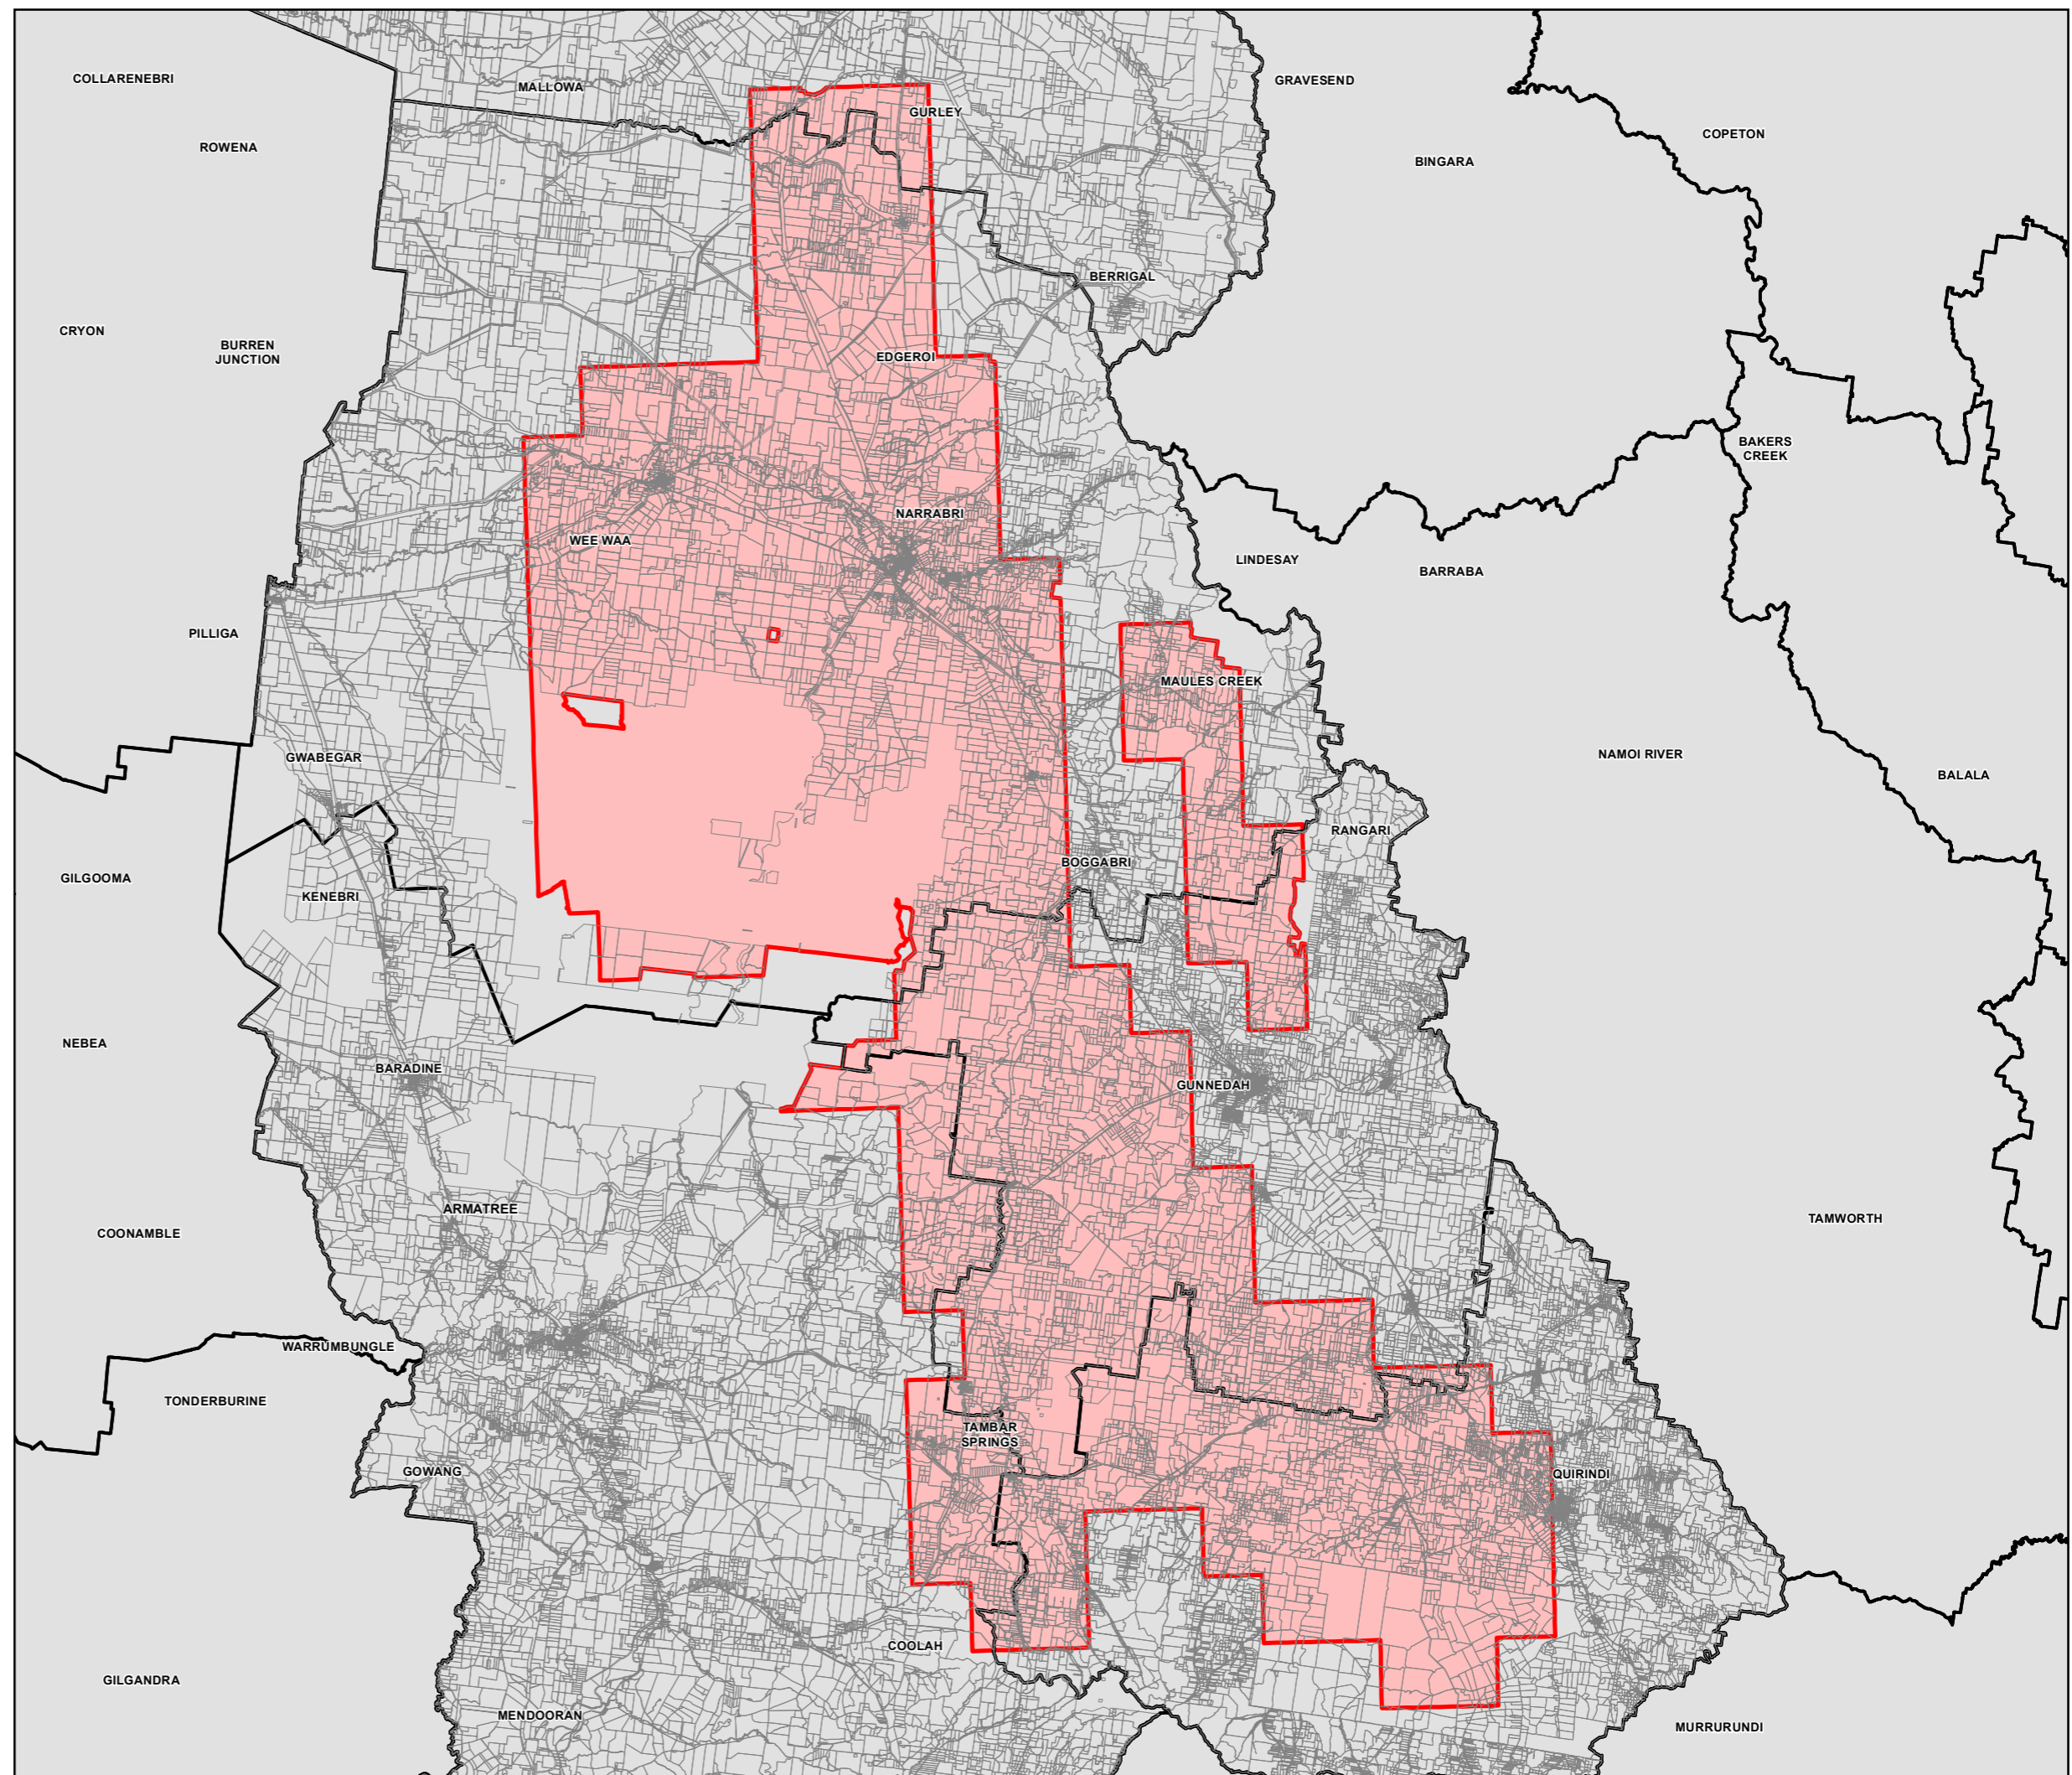 COLLARENEBRI
MALLOWA
GURLEY
GRAVESEND
COPETON
ROWENA
BINGARA
BERRIGAL
CRYON
BURREN
JUNCTION
EDGEROI
BAKERS
CREEK
NARRABRI
WEE WAA
LINDESAY
BARRABA
PILLIGA
MAULES CREEK
GWABEGAR
NAMOI RIVER
BALALA
RANGARI
BOGGABRI
GILGOOMA
KENEBRI
NEBEA
BARADINE
GUNNEDAH
ARMATREE
COONAMBLE
TAMWORTH
WARRUMBUNGLE
TONDERBURINE
TAMBAR
SPRINGS
GOWANG
QUIRINDI
COOLAH
GILGANDRA
MENDOORAN
MURRURUNDI